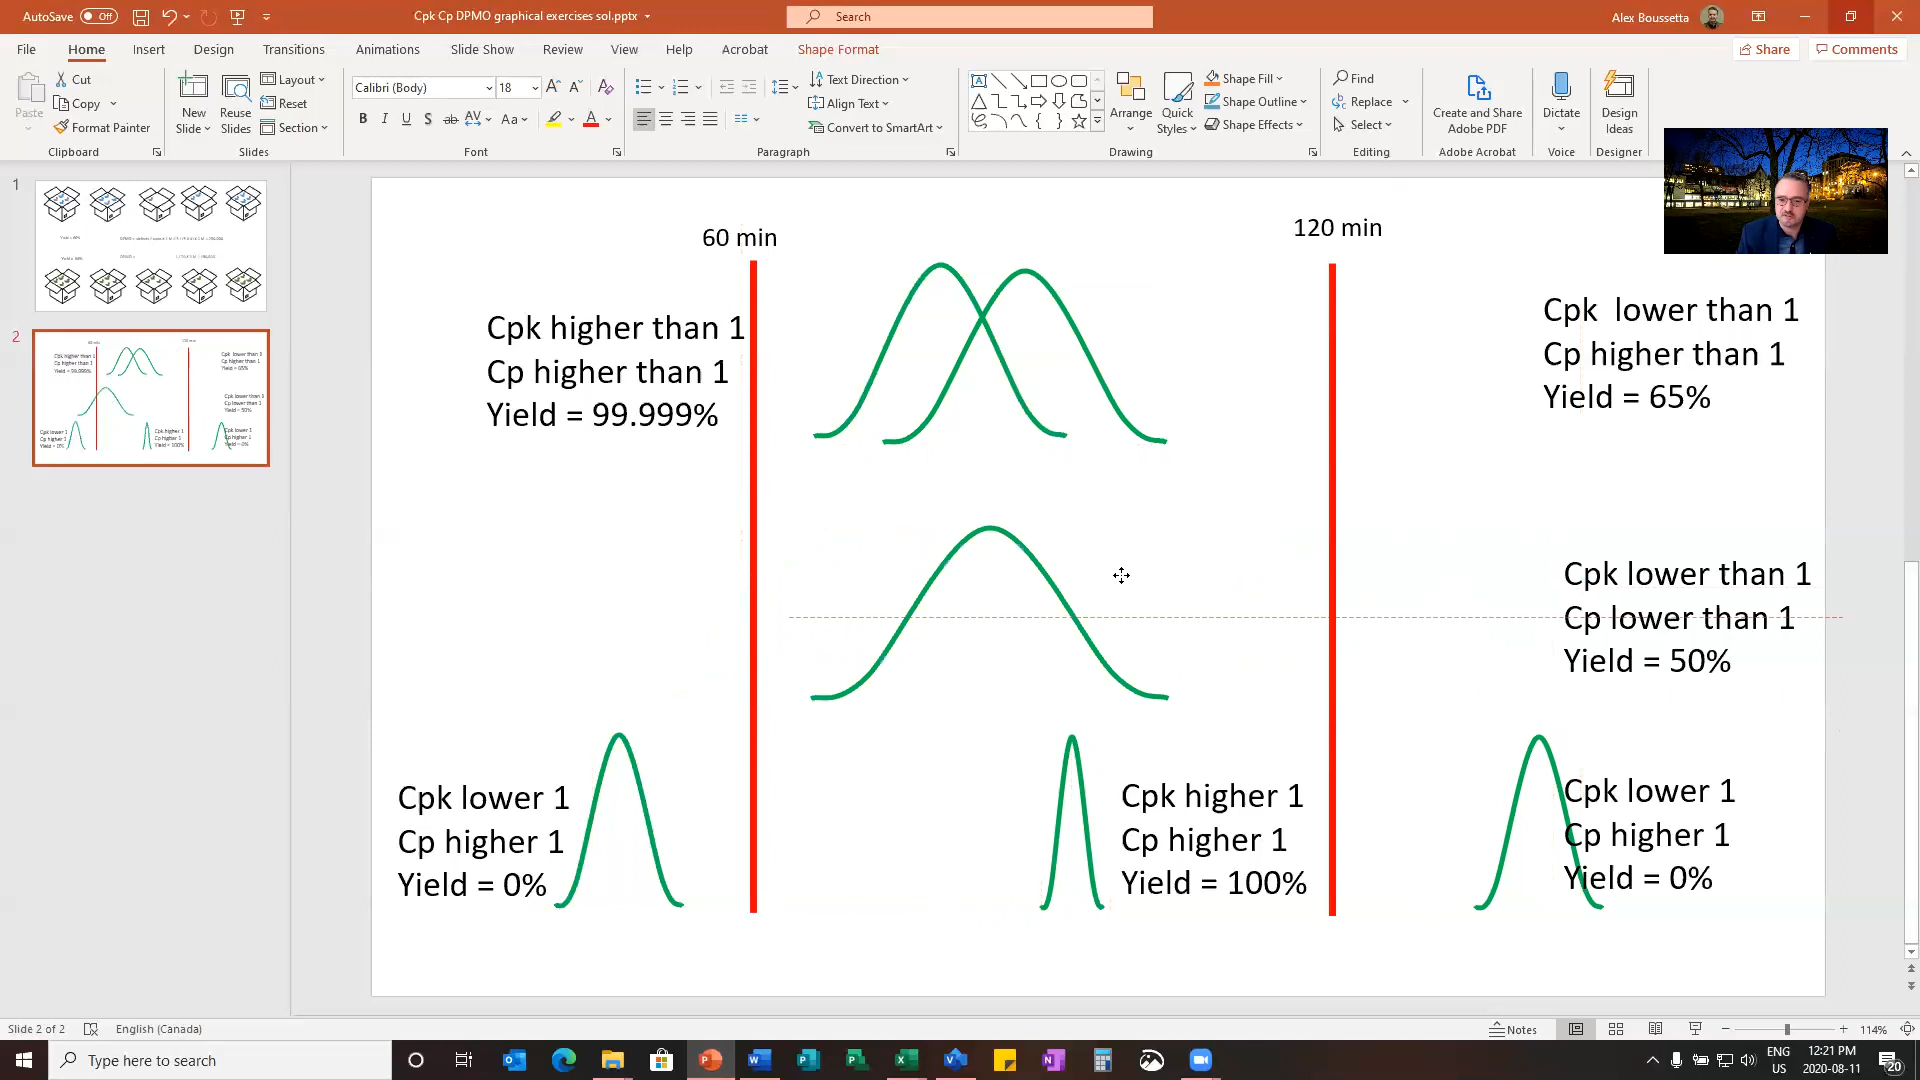 AutoSave Off
Cpk Cp DPMO graphical exercises sol.pptx
Search
Alex Boussetta
File Home Insert Design Transitions Animations Slide Show Review View Help Acrobat Shape Format
Share Comments
Paste
Cut
Copy
Format Painter
Clipboard
New Slide
Reuse Slides
Layout
Reset
Section
Slides
Calibri (Body) 18
B I U S ab AV Aa A
Font
Text Direction
Align Text
Convert to SmartArt
Paragraph
Arrange
Quick Styles
Shape Fill
Shape Outline
Shape Effects
Drawing
Find
Replace
Select
Editing
Create and Share
Adobe PDF
Adobe Acrobat
Dictate
Voice
Design
Ideas
Designer
1
2
60 min
120 min
Cpk higher than 1
Cp higher than 1
Yield = 99.999%
Cpk lower than 1
Cp higher than 1
Yield = 65%
Cpk lower than 1
Cp lower than 1
Yield = 50%
Cpk lower 1
Cp higher 1
Yield = 0%
Cpk higher 1
Cp higher 1
Yield = 100%
Cpk lower 1
Cp higher 1
Yield = 0%
Slide 2 of 2
English (Canada)
Notes
114%
Type here to search
ENG
US
12:21 PM
2020-08-11
20